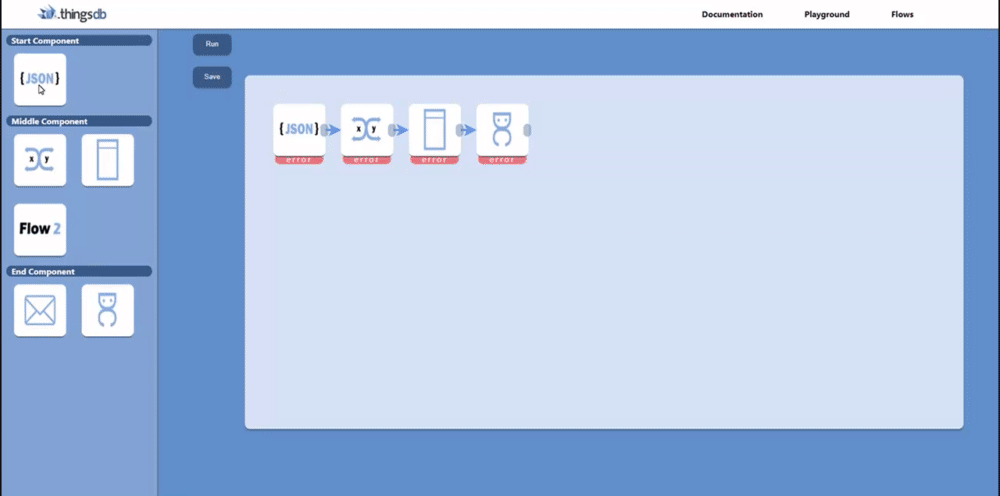 .thingsdb
Documentation
Playground
Flows
Start Component
{JSON}
Middle Component
x y
Flow 2
End Component
Run
Save
{JSON}
x y
error
error
error
error